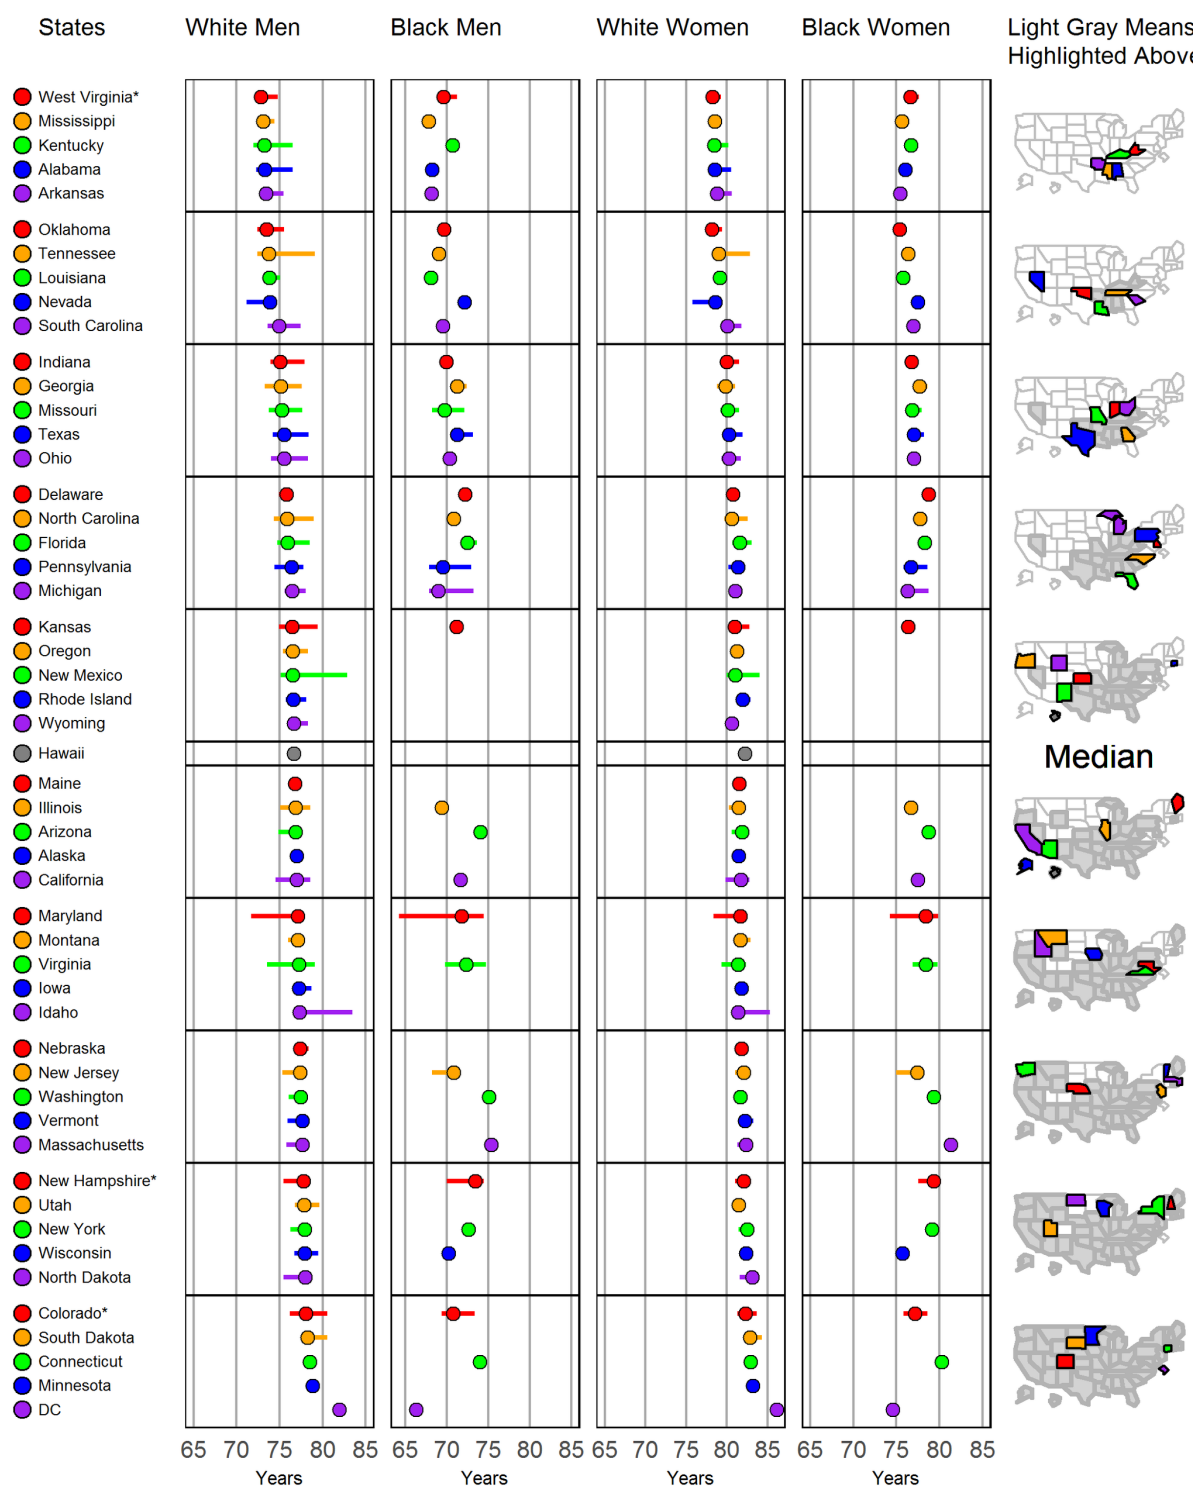 States White Men Black Men White Women Black Women Light Gray Means
Highlighted Above
West Virginia*
Mississippi
Kentucky
Alabama
Arkansas
Oklahoma
Tennessee
Louisiana
Nevada
South Carolina
Indiana
Georgia
Missouri
Texas
Ohio
Delaware
North Carolina
Florida
Pennsylvania
Michigan
Kansas
Oregon
New Mexico
Rhode Island
Wyoming
Hawaii Median
Maine
Illinois
Arizona
Alaska
California
Maryland
Montana
Virginia
Iowa
Idaho
Nebraska
New Jersey
Washington
Vermont
Massachusetts
New Hampshire*
Utah
New York
Wisconsin
North Dakota
Colorado*
South Dakota
Connecticut
Minnesota
DC
65 70 75 80 85 65 70 75 80 85 65 70 75 80 85 65 70 75 80 85
Years Years Years Years